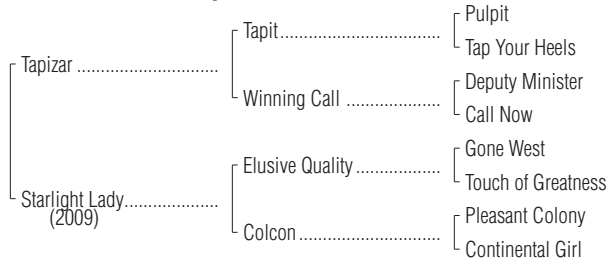 Pulpit
Tapit
Tap Your Heels
Tapizar
Deputy Minister
Winning Call
Call Now
Gone West
Elusive Quality
Touch of Greatness
Starlight Lady
(2009)
Pleasant Colony
Colcon
Continental Girl